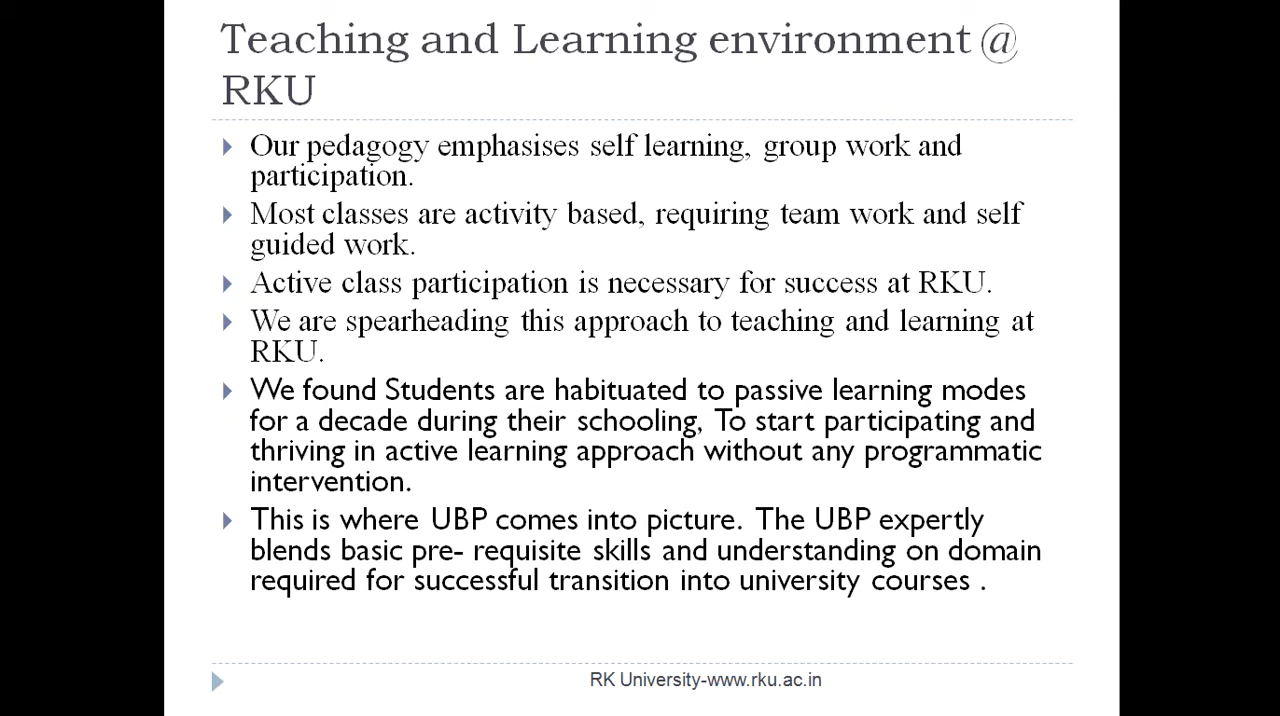 Teaching and Learning environment @
RKU
Our pedagogy emphasises self learning, group work and
participation.
Most classes are activity based, requiring team work and self
guided work.
Active class participation is necessary for success at RKU.
We are spearheading this approach to teaching and learning at
RKU.
We found Students are habituated to passive learning modes
for a decade during their schooling, To start participating and
thriving in active learning approach without any programmatic
intervention.
This is where UBP comes into picture. The UBP expertly
blends basic pre- requisite skills and understanding on domain
required for successful transition into university courses .
RK University-www.rku.ac.in